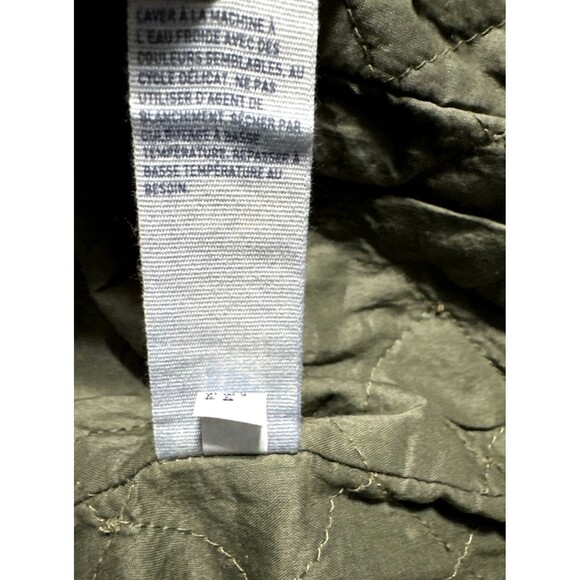 LAVER À LA MACHINE À
L'EAU FROIDE AVEC DES
COULEURS SEMBLABLES, AU
CYCLE DÉLICAT. NE PAS
UTILISER D'AGENT DE
BLANCHIMENT. SÉCHER PAR
CULBUTAGE À BASSE
TEMPÉRATURE. REPASSER À
BASSE TEMPÉRATURE AU
BESOIN.